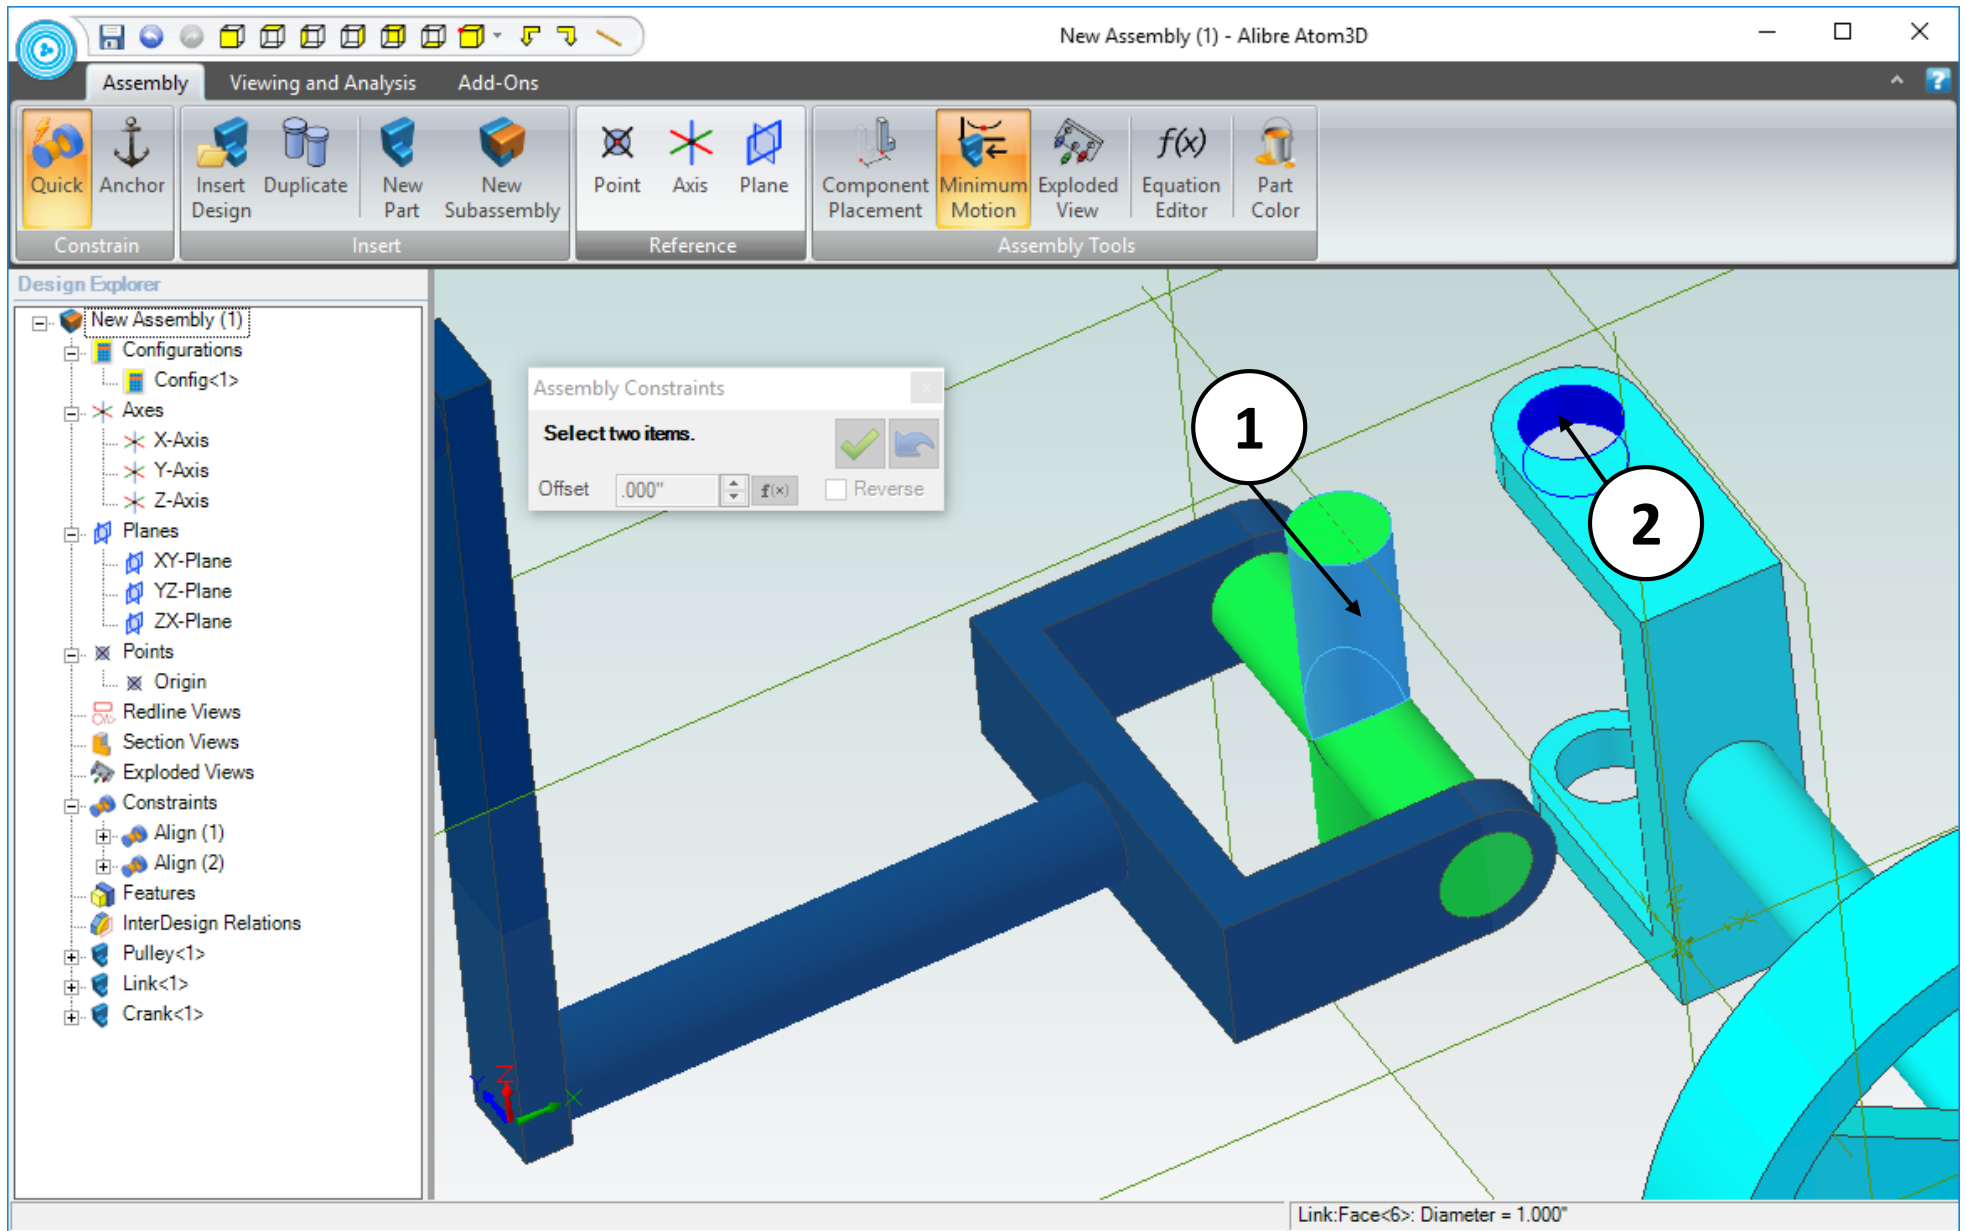 New Assembly (1) - Alibre Atom3D
Assembly Viewing and Analysis Add-Ons
?
Quick Anchor Insert Design Duplicate New Part New Subassembly Point Axis Plane Component Placement Minimum Motion f(x) Exploded View Equation Editor Part Color
Constrain Insert Reference Assembly Tools
Design Explorer
New Assembly (1)
Configurations
Config<1>
Axes
X-Axis
Y-Axis
Z-Axis
Planes
XY-Plane
YZ-Plane
ZX-Plane
Points
Origin
Redline Views
Section Views
Exploded Views
Constraints
Align (1)
Align (2)
Features
InterDesign Relations
Pulley<1>
Link<1>
Crank<1>
Assembly Constraints
x
Select two items.
Offset .000" f(x) Reverse
1
2
Z
Y
X
Link:Face<6>: Diameter = 1.000"